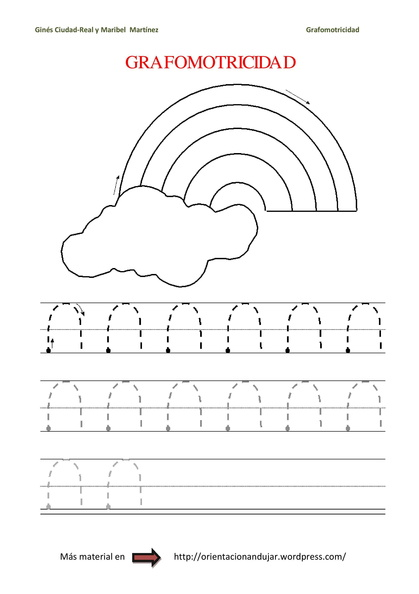 Ginés Ciudad-Real y Maribel Martínez Grafomotricidad
GRAFOMOTRICIDAD
Más material en http://orientacionandujar.wordpress.com/